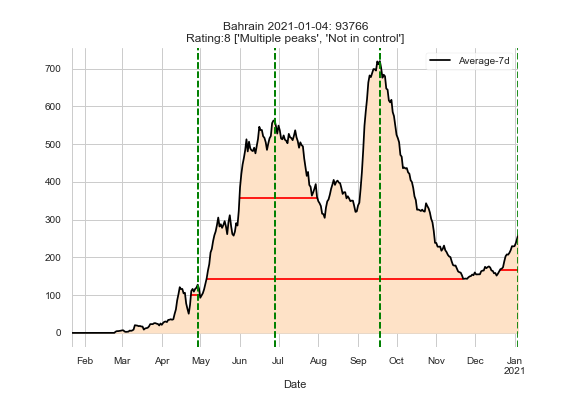 Bahrain 2021-01-04: 93766
Rating:8 ['Multiple peaks', 'Not in control']
Average-7d
700
600
500
400
300
200
100
0
Feb Mar Apr May Jun Jul Aug Sep Oct Nov Dec Jan
2021
Date